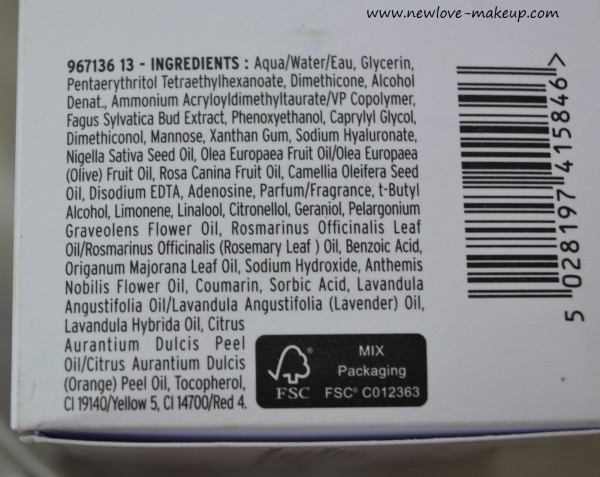 www.newlove-makeup.com
967136 13 - INGREDIENTS : Aqua/Water/Eau, Glycerin,
Pentaerythritol Tetraethylhexanoate, Dimethicone, Alcohol
Denat., Ammonium Acryloyldimethyltaurate/VP Copolymer,
Fagus Sylvatica Bud Extract, Phenoxyethanol, Caprylyl Glycol,
Dimethiconol, Mannose, Xanthan Gum, Sodium Hyaluronate,
Nigella Sativa Seed Oil, Olea Europaea Fruit Oil/Olea Europaea
(Olive) Fruit Oil, Rosa Canina Fruit Oil, Camellia Oleifera Seed
Oil, Disodium EDTA, Adenosine, Parfum/Fragrance, t-Butyl
Alcohol, Limonene, Linalool, Citronellol, Geraniol, Pelargonium
Graveolens Flower Oil, Rosmarinus Officinalis Leaf
Oil/Rosmarinus Officinalis (Rosemary Leaf ) Oil, Benzoic Acid,
Origanum Majorana Leaf Oil, Sodium Hydroxide, Anthemis
Nobilis Flower Oil, Coumarin, Sorbic Acid, Lavandula
Angustifolia Oil/Lavandula Angustifolia (Lavender) Oil,
Lavandula Hybrida Oil, Citrus
Aurantium Dulcis Peel
Oil/Citrus Aurantium Dulcis
(Orange) Peel Oil, Tocopherol,
CI 19140/Yellow 5, CI 14700/Red 4.
FSC
MIX
Packaging
FSC® C012363
5 028197 415846 >